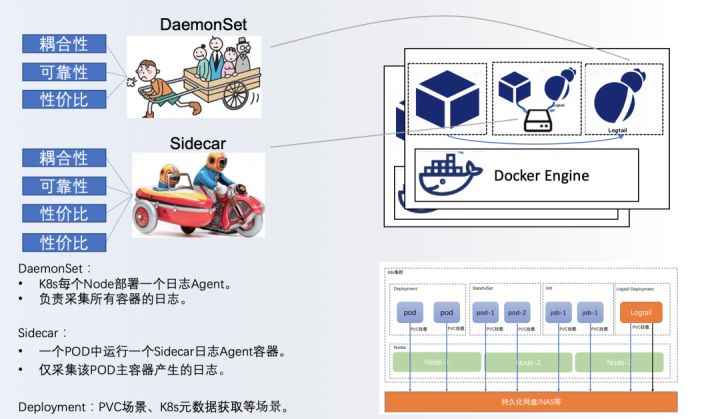 DaemonSet
耦合性
可靠性
性价比
Sidecar
耦合性
可靠性
性价比
性价比
Logtail
Logtail
Docker Engine
DaemonSet：
• K8s每个Node部署一个日志Agent。
• 负责采集所有容器的日志。
Sidecar：
• 一个POD中运行一个Sidecar日志Agent容器。
• 仅采集该POD主容器产生的日志。
Deployment：PVC场景、K8s元数据获取等场景。
K8s集群
Deployment
StatefulSet
Job
Logtail Deployment
pod
pod
pod-1
pod-2
job-1
job-1
Logtail
PVC挂载
PVC挂载
PVC挂载
PVC挂载
PVC挂载
PVC挂载
PVC挂载
Nodes
Node-1
Node-2
Node-
持久化网盘/NAS等